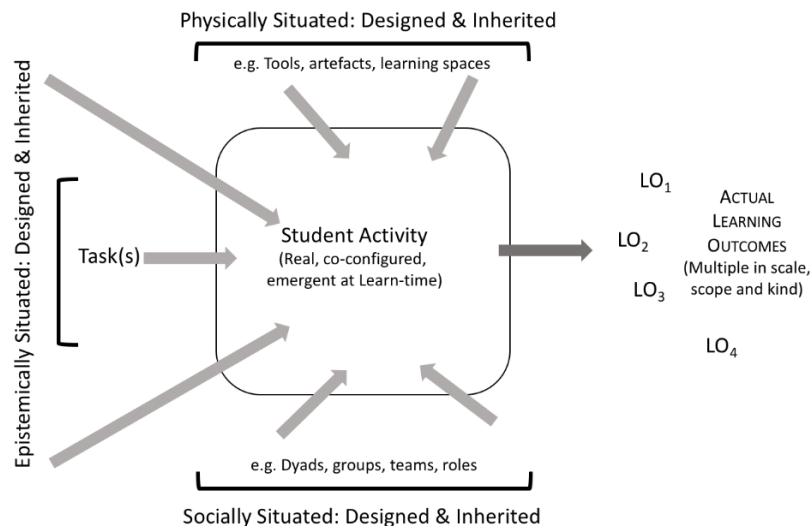 Physically Situated: Designed & Inherited
e.g. Tools, artefacts, learning spaces
Epistemically Situated: Designed & Inherited
Task(s)
Student Activity
(Real, co-configured,
emergent at Learn-time)
LO1
LO2
LO3
LO4
ACTUAL
LEARNING
OUTCOMES
(Multiple in scale,
scope and kind)
e.g. Dyads, groups, teams, roles
Socially Situated: Designed & Inherited